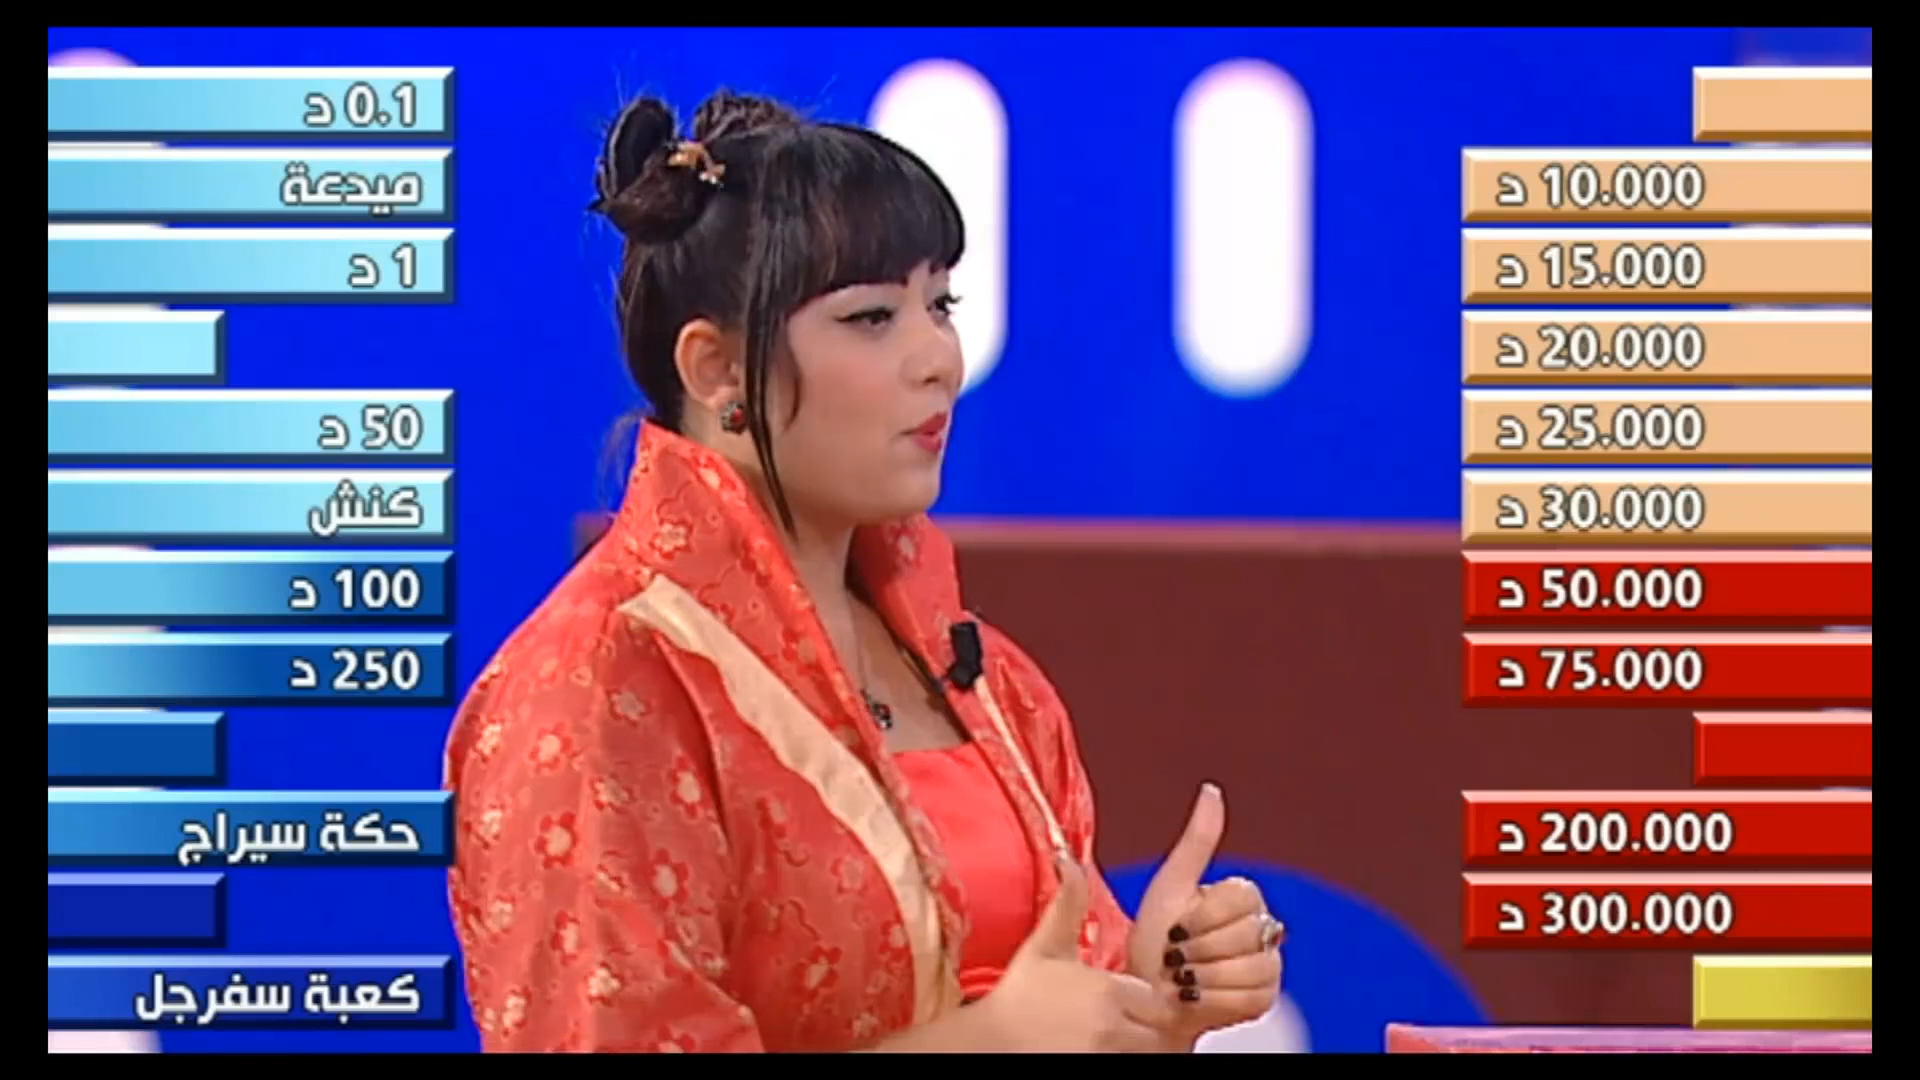 0.1 د
ميدعة
1 د
50 د
كنش
100 د
250 د
حكة سيراج
كعبة سفرجل
10.000 د
15.000 د
20.000 د
25.000 د
30.000 د
50.000 د
75.000 د
200.000 د
300.000 د